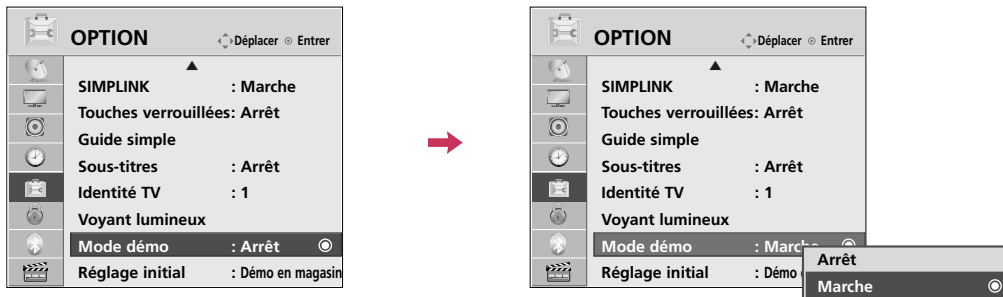 OPTION
Déplacer Entrer
SIMPLINK : Marche
Touches verrouillées: Arrêt
Guide simple
Sous-titres : Arrêt
Identité TV : 1
Voyant lumineux
Mode démo : Arrêt
Réglage initial : Démo en magasin
OPTION
Déplacer Entrer
SIMPLINK : Marche
Touches verrouillées: Arrêt
Guide simple
Sous-titres : Arrêt
Identité TV : 1
Voyant lumineux
Mode démo : Marche
Réglage initial : Démo
Arrêt
Marche